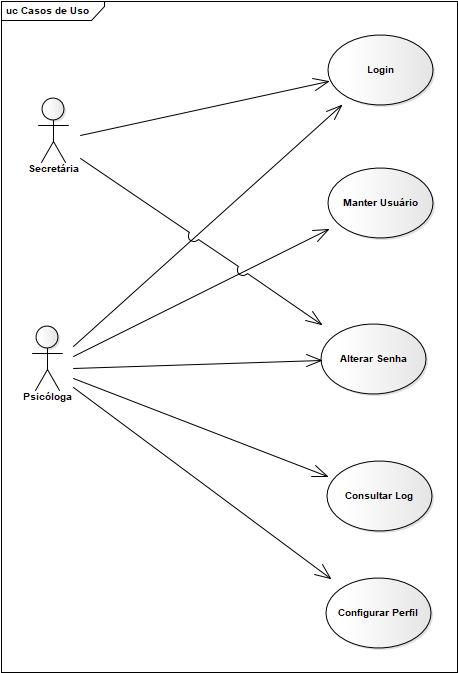 uc Casos de Uso
Login
Secretária
Manter Usuário
Alterar Senha
Psicóloga
Consultar Log
Configurar Perfil